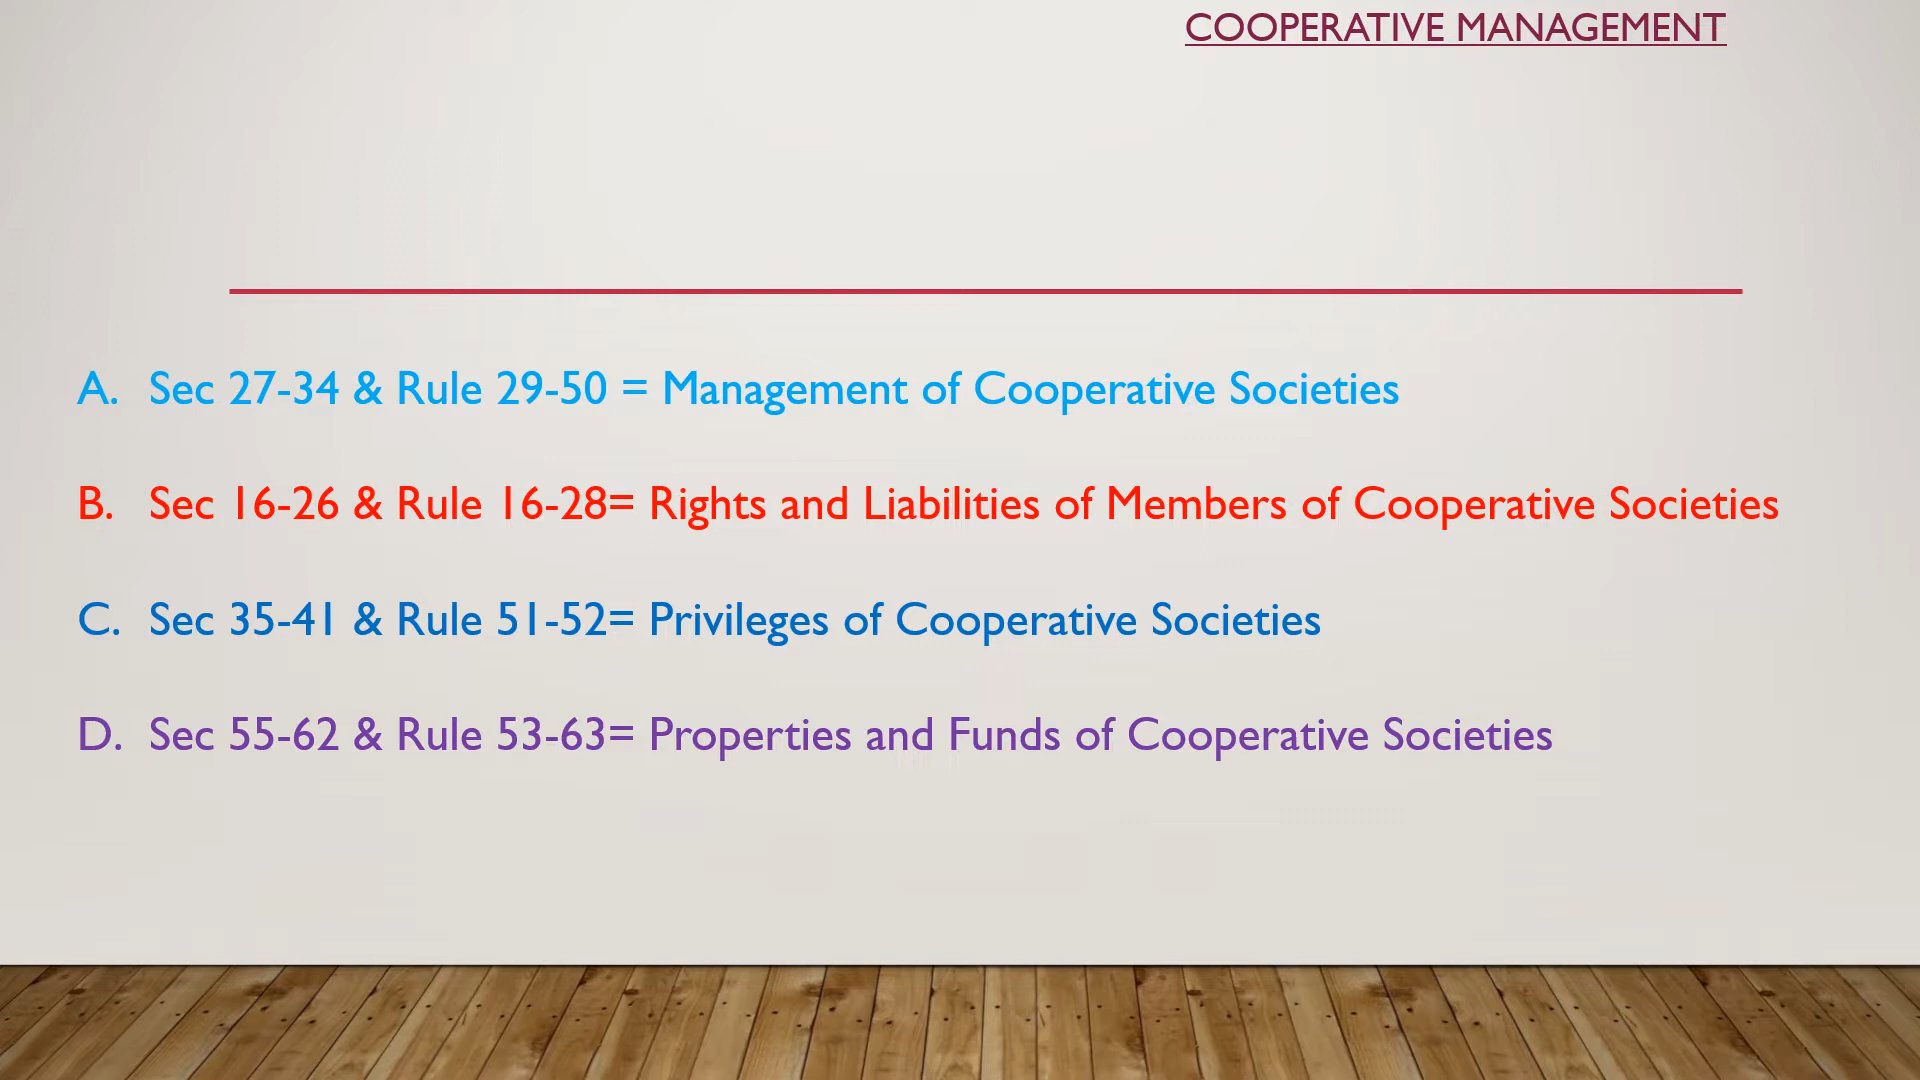 COOPERATIVE MANAGEMENT
A. Sec 27-34 & Rule 29-50 = Management of Cooperative Societies
B. Sec 16-26 & Rule 16-28= Rights and Liabilities of Members of Cooperative Societies
C. Sec 35-41 & Rule 51-52= Privileges of Cooperative Societies
D. Sec 55-62 & Rule 53-63= Properties and Funds of Cooperative Societies